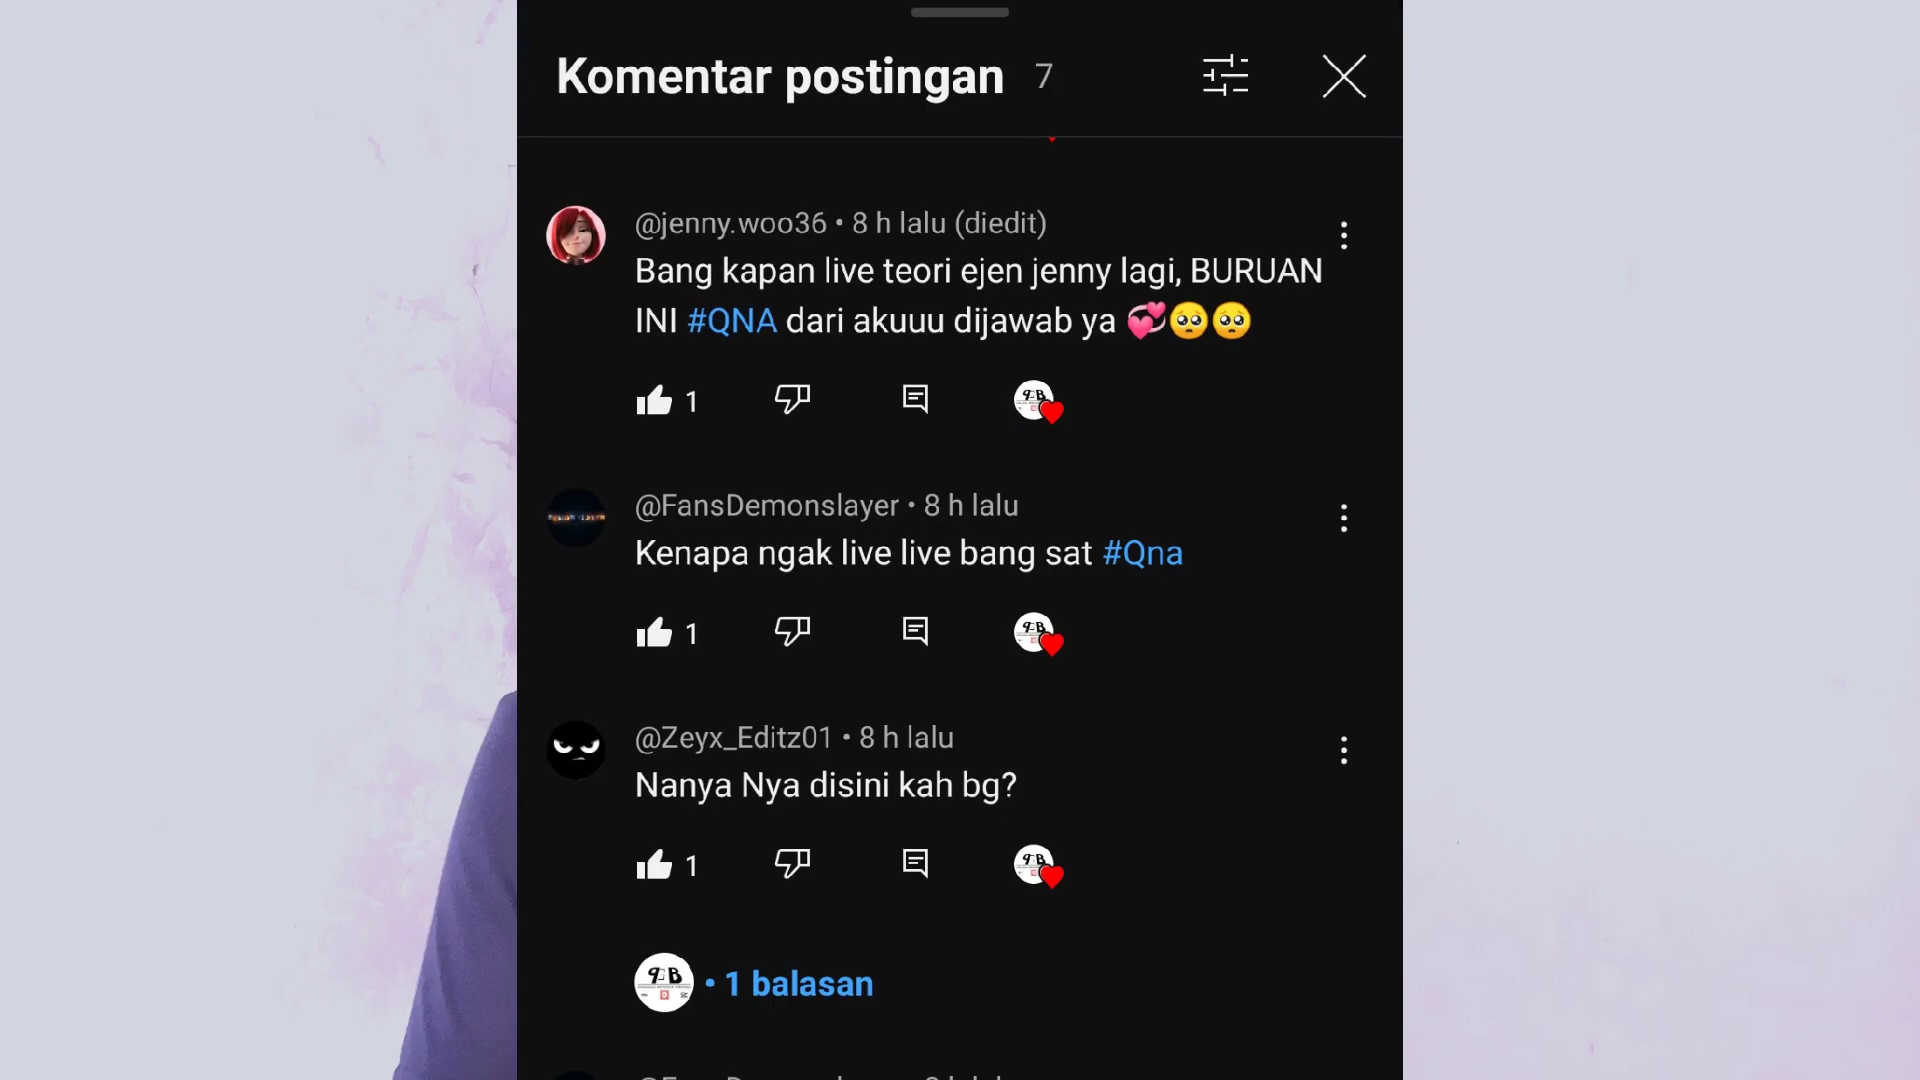 Komentar postingan 7
@jenny.woo36 • 8 h lalu (diedit)
Bang kapan live teori ejen jenny lagi, BURUAN
INI #QNA dari akuuu dijawab ya 💞🥺🥺
1
@FansDemonslayer • 8 h lalu
Kenapa ngak live live bang sat #Qna
1
@Zeyx_Editz01 • 8 h lalu
Nanya Nya disini kah bg?
1
• 1 balasan